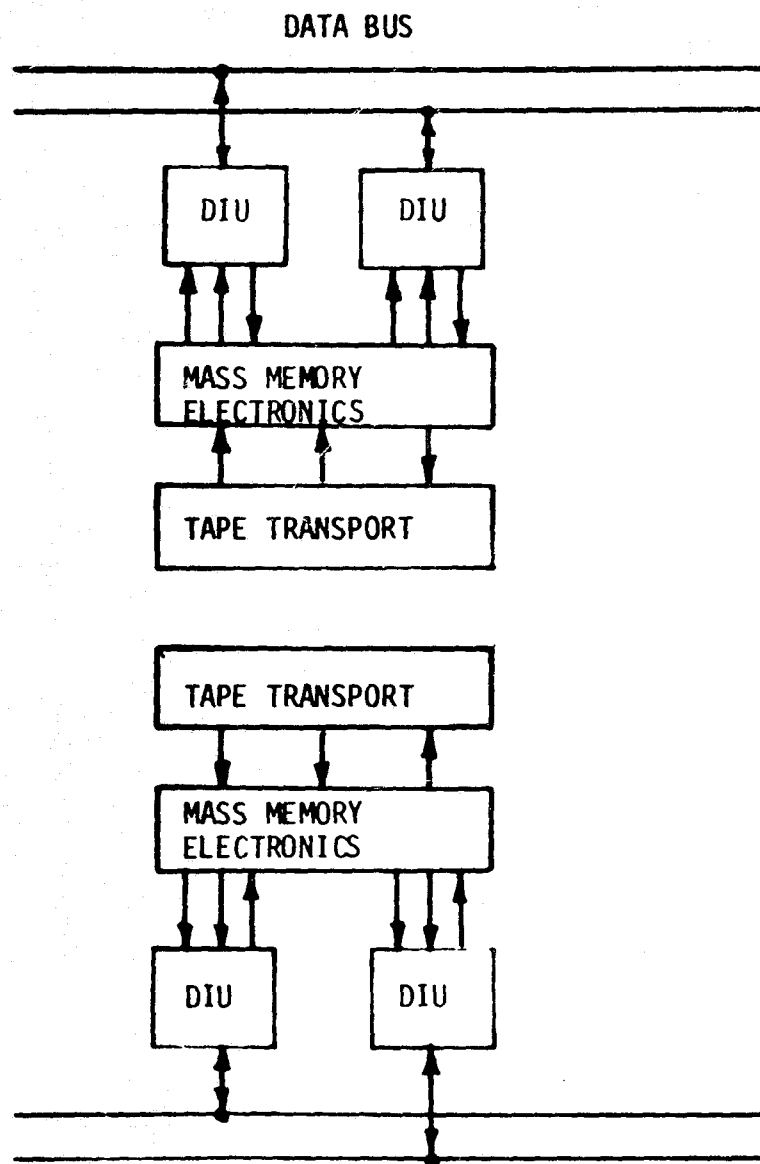 DATA BUS
DIU
DIU
MASS MEMORY
ELECTRONICS
TAPE TRANSPORT
TAPE TRANSPORT
MASS MEMORY
ELECTRONICS
DIU
DIU